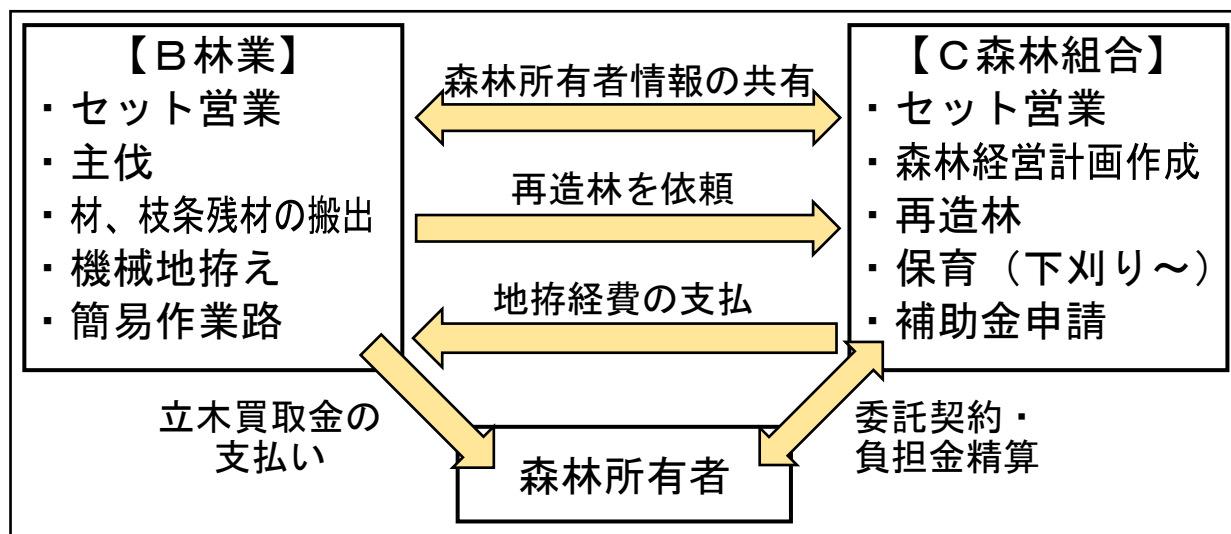 【B林業】
・セット営業
・主伐
・材、枝条残材の搬出
・機械地拵え
・簡易作業路
森林所有者情報の共有
再造林を依頼
地拵経費の支払
【C森林組合】
・セット営業
・森林経営計画作成
・再造林
・保育（下刈り～）
・補助金申請
立木買取金の
支払い
森林所有者
委託契約・
負担金精算